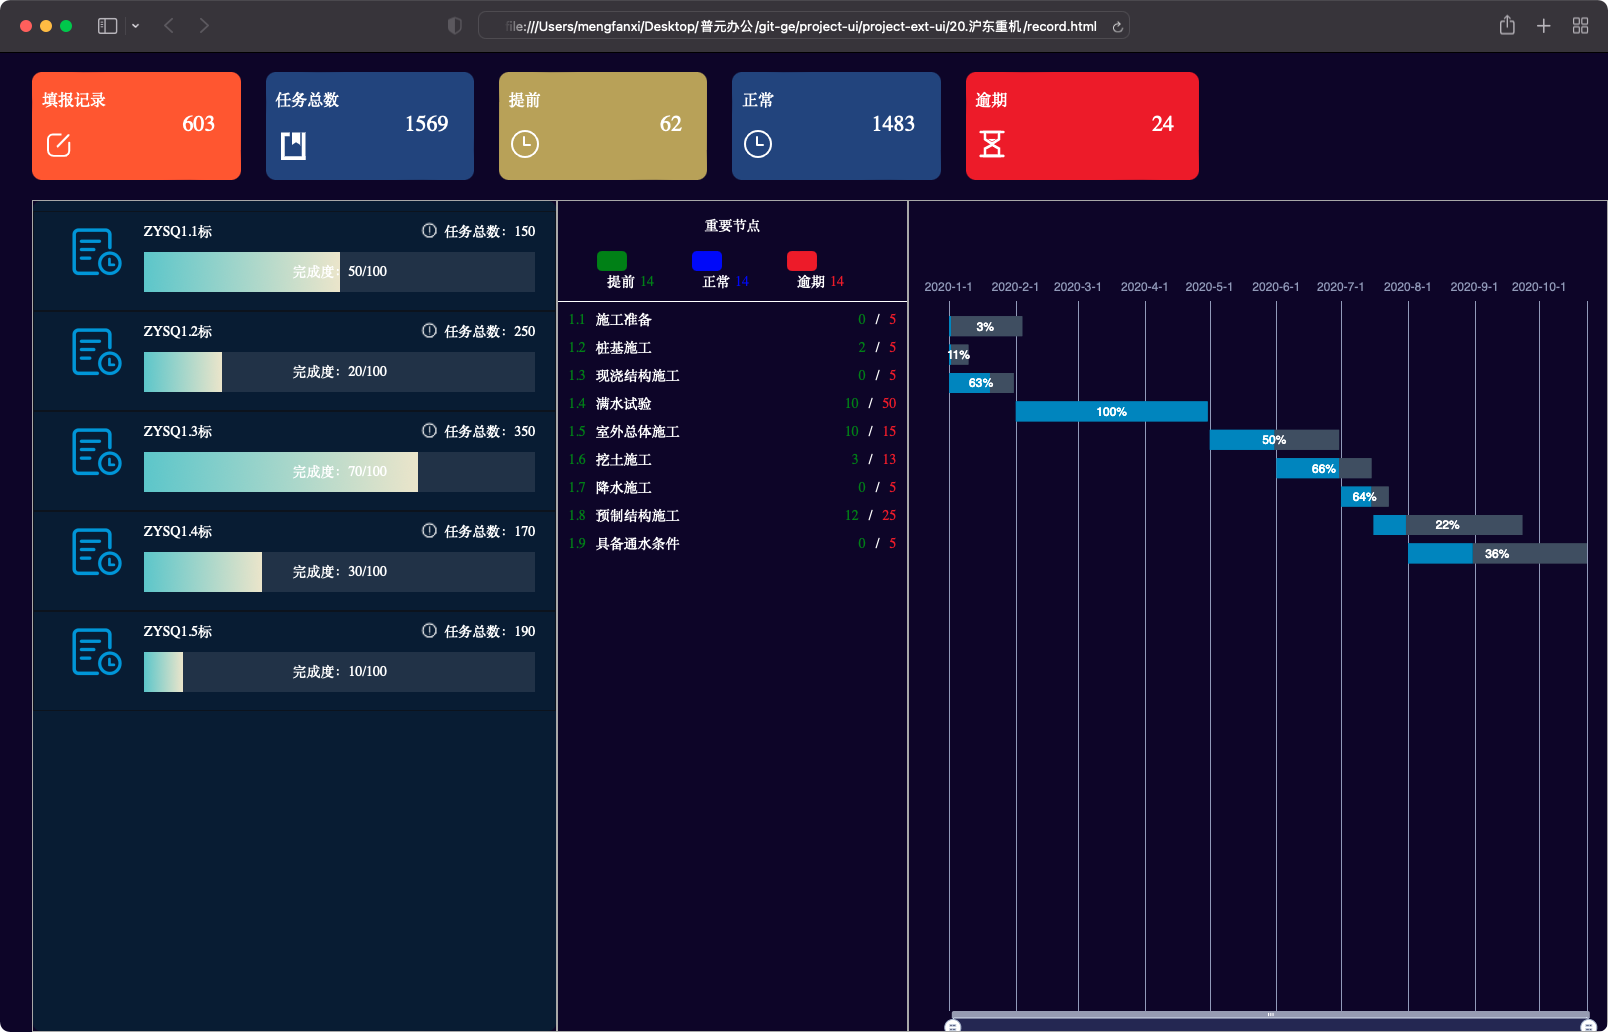 file:///Users/mengfanxi/Desktop/普元办公/git-ge/project-ui/project-ext-ui/20.沪东重机/record.html
填报记录 603
任务总数 1569
提前 62
正常 1483
逾期 24
ZYSQ1.1标 任务总数：150
完成度：50/100
ZYSQ1.2标 任务总数：250
完成度：20/100
ZYSQ1.3标 任务总数：350
完成度：70/100
ZYSQ1.4标 任务总数：170
完成度：30/100
ZYSQ1.5标 任务总数：190
完成度：10/100
重要节点
提前 14 正常 14 逾期 14
1.1 施工准备 0 / 5
1.2 桩基施工 2 / 5
1.3 现浇结构施工 0 / 5
1.4 满水试验 10 / 50
1.5 室外总体施工 10 / 15
1.6 挖土施工 3 / 13
1.7 降水施工 0 / 5
1.8 预制结构施工 12 / 25
1.9 具备通水条件 0 / 5
2020-1-1 2020-2-1 2020-3-1 2020-4-1 2020-5-1 2020-6-1 2020-7-1 2020-8-1 2020-9-1 2020-10-1
3%
11%
63%
100%
50%
66%
64%
22%
36%